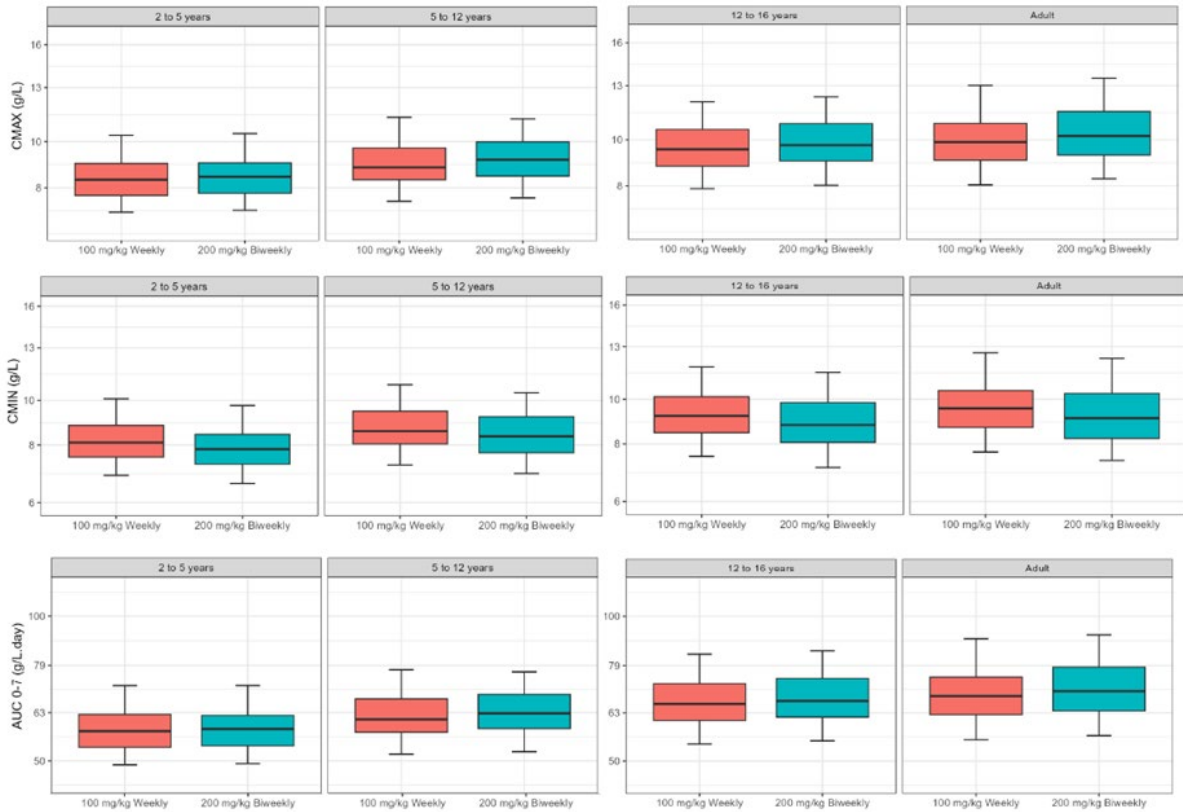 2 to 5 years
5 to 12 years
12 to 16 years
Adult
CMAX (g/L)
16
13
10
8
16
13
10
8
100 mg/kg Weekly
200 mg/kg Biweekly
100 mg/kg Weekly
200 mg/kg Biweekly
100 mg/kg Weekly
200 mg/kg Biweekly
100 mg/kg Weekly
200 mg/kg Biweekly
2 to 5 years
5 to 12 years
12 to 16 years
Adult
CMIN (g/L)
16
13
10
8
6
16
13
10
8
6
100 mg/kg Weekly
200 mg/kg Biweekly
100 mg/kg Weekly
200 mg/kg Biweekly
100 mg/kg Weekly
200 mg/kg Biweekly
100 mg/kg Weekly
200 mg/kg Biweekly
2 to 5 years
5 to 12 years
12 to 16 years
Adult
AUC 0-7 (g/L.day)
100
79
63
50
100
79
63
50
100 mg/kg Weekly
200 mg/kg Biweekly
100 mg/kg Weekly
200 mg/kg Biweekly
100 mg/kg Weekly
200 mg/kg Biweekly
100 mg/kg Weekly
200 mg/kg Biweekly